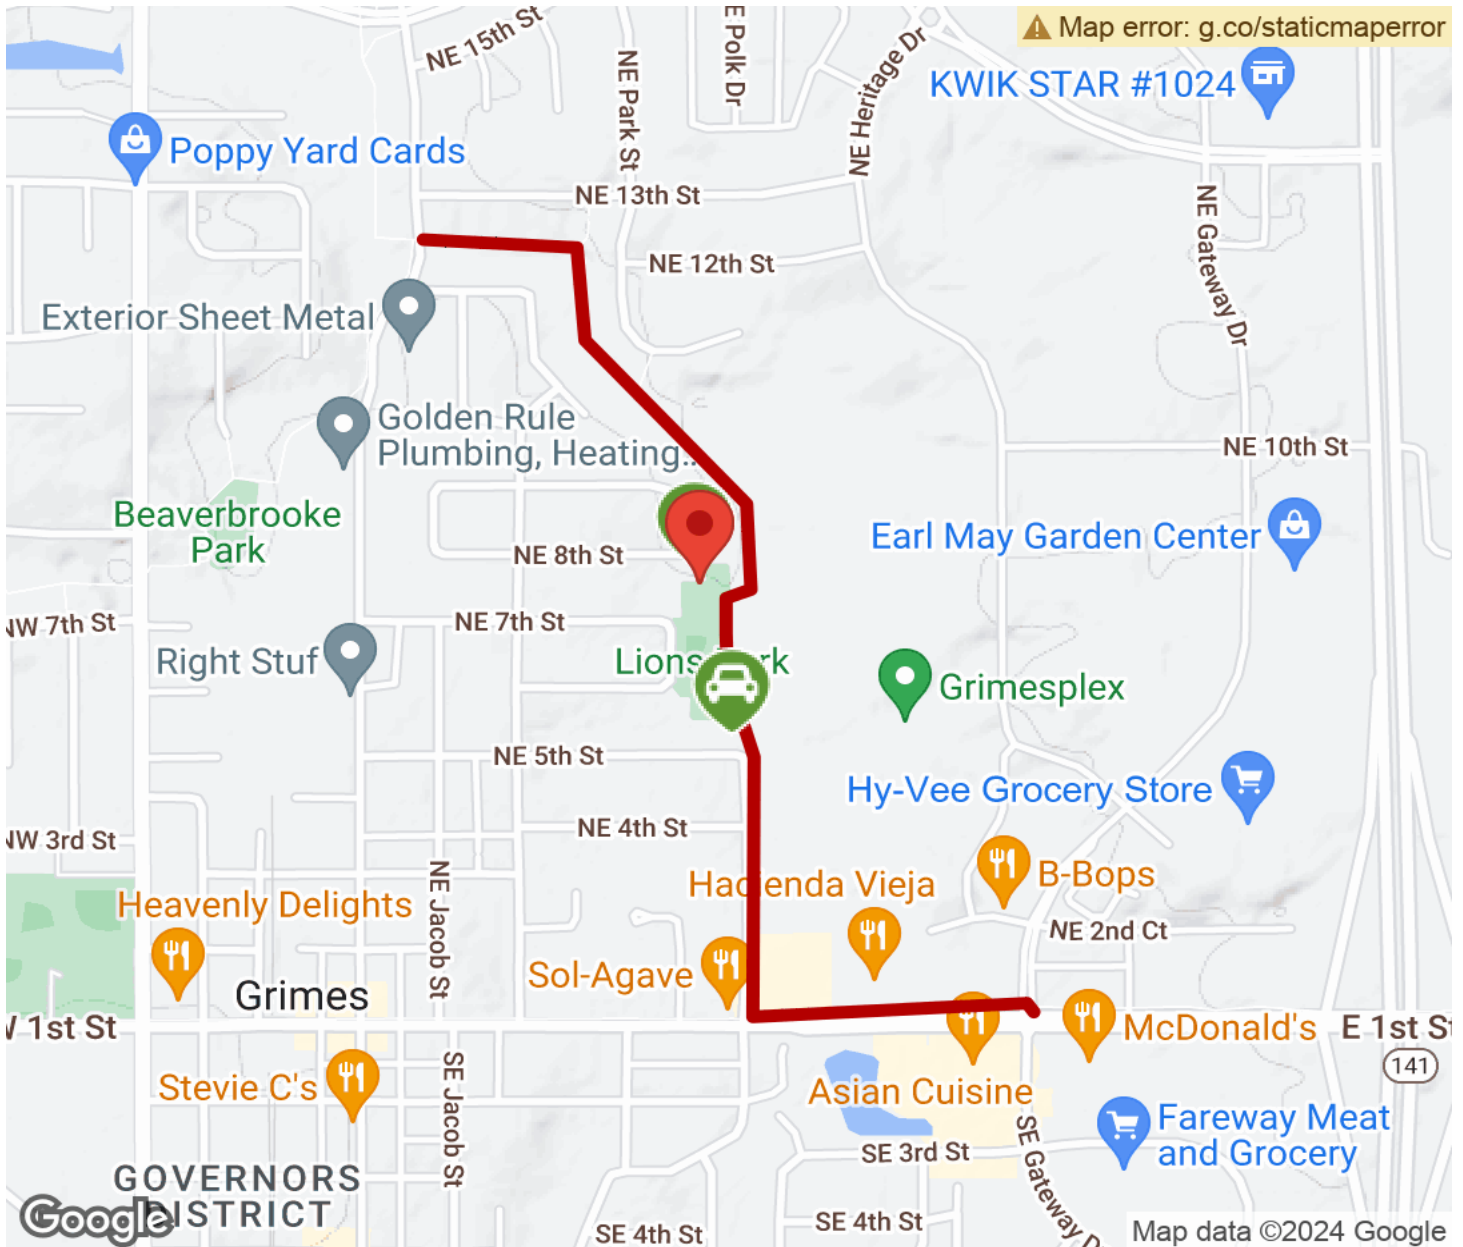 NE 15th St
E Polk Dr
Map error: g.co/staticmaperror
NE Park St
NE Heritage Dr
KWIK STAR #1024
Poppy Yard Cards
NE 13th St
NE Gateway Dr
NE 12th St
Exterior Sheet Metal
Golden Rule
Plumbing, Heating...
NE 10th St
Beaverbrooke
Park
NE 8th St
Earl May Garden Center
NW 7th St
NE 7th St
Right Stuf
Lions
rk
Grimesplex
NE 5th St
Hy-Vee Grocery Store
NW 3rd St
NE 4th St
NE Jacob St
Hacienda Vieja
B-Bops
Heavenly Delights
NE 2nd Ct
Sol-Agave
Grimes
W 1st St
McDonald's
E 1st St
141
Stevie C's
SE Jacob St
Asian Cuisine
Fareway Meat
and Grocery
SE 3rd St
SE Gateway D
GOVERNORS
DISTRICT
Google
SE 4th St
SE 4th St
Map data ©2024 Google